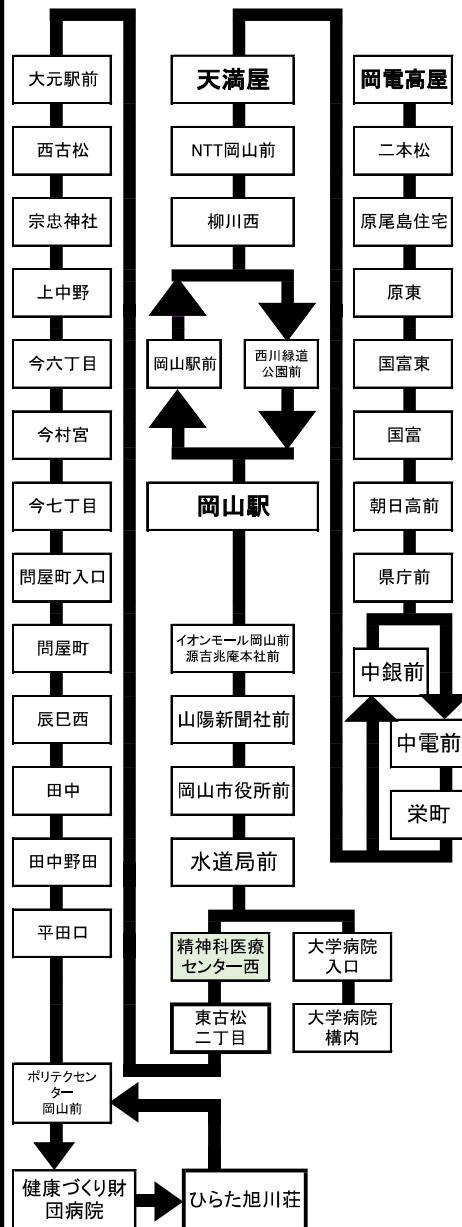 大元駅前
西古松
宗忠神社
上中野
今六丁目
今村宮
今七丁目
問屋町入口
問屋町
辰巳西
田中
田中野田
平田口
ポリテクセン
ター
岡山前
健康づくり財
団病院
天満屋
NTT岡山前
柳川西
岡山駅前
西川緑道
公園前
岡山駅
イオンモール岡山前
源吉兆庵本社前
山陽新聞社前
岡山市役所前
水道局前
精神科医療
センター西
大学病院
入口
東古松
二丁目
大学病院
構内
ひらた旭川荘
岡電高屋
二本松
原尾島住宅
原東
国富東
国富
朝日高前
県庁前
中銀前
中電前
栄町